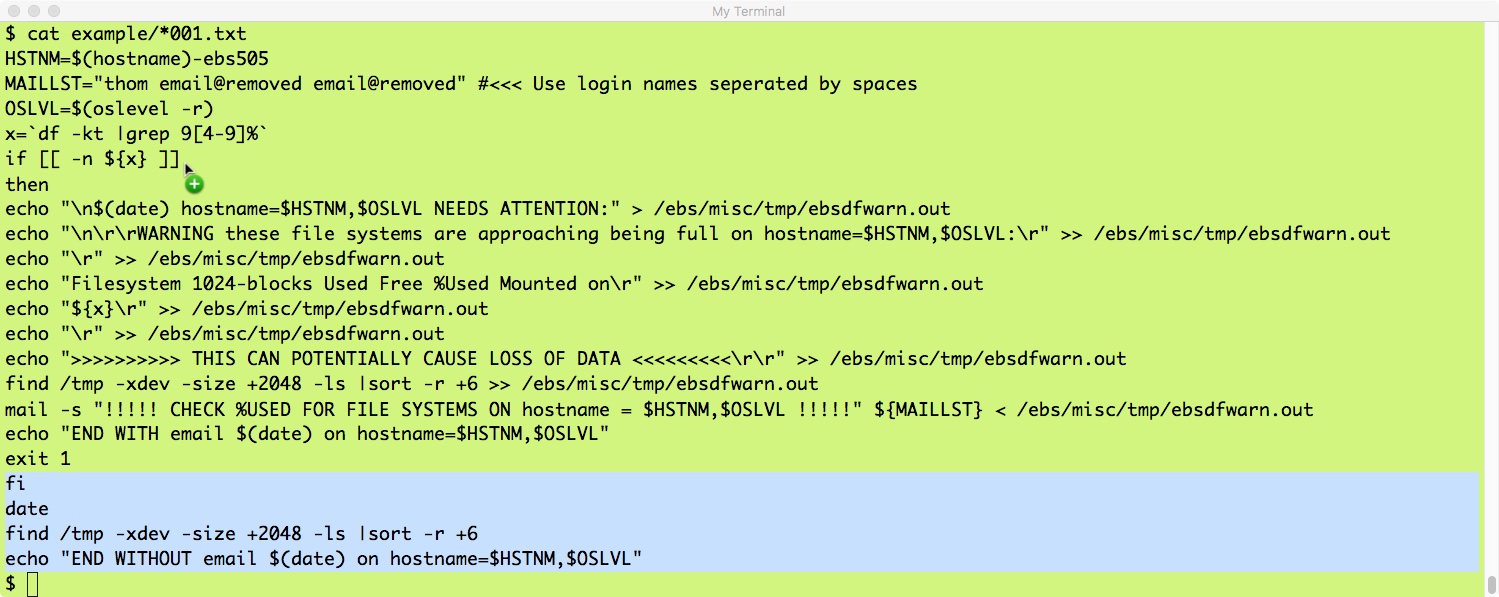 My Terminal
$ cat example/*001.txt
HSTNM=$(hostname)-ebs505
MAILLST="thom email@removed email@removed" #<<< Use login names seperated by spaces
OSLVL=$(oslevel -r)
x=`df -kt |grep 9[4-9]%`
if [[ -n ${x} ]]
then
echo "\n$(date) hostname=$HSTNM,$OSLVL NEEDS ATTENTION:" > /ebs/misc/tmp/ebsdfwarn.out
echo "\n\r\rWARNING these file systems are approaching being full on hostname=$HSTNM,$OSLVL:\r" >> /ebs/misc/tmp/ebsdfwarn.out
echo "\r" >> /ebs/misc/tmp/ebsdfwarn.out
echo "Filesystem 1024-blocks Used Free %Used Mounted on\r" >> /ebs/misc/tmp/ebsdfwarn.out
echo "${x}\r" >> /ebs/misc/tmp/ebsdfwarn.out
echo "\r" >> /ebs/misc/tmp/ebsdfwarn.out
echo ">>>>>>>>>> THIS CAN POTENTIALLY CAUSE LOSS OF DATA <<<<<<<<<\r\r" >> /ebs/misc/tmp/ebsdfwarn.out
find /tmp -xdev -size +2048 -ls |sort -r +6 >> /ebs/misc/tmp/ebsdfwarn.out
mail -s "!!!!! CHECK %USED FOR FILE SYSTEMS ON hostname = $HSTNM,$OSLVL !!!!!" ${MAILLST} < /ebs/misc/tmp/ebsdfwarn.out
echo "END WITH email $(date) on hostname=$HSTNM,$OSLVL"
exit 1
fi
date
find /tmp -xdev -size +2048 -ls |sort -r +6
echo "END WITHOUT email $(date) on hostname=$HSTNM,$OSLVL"
$